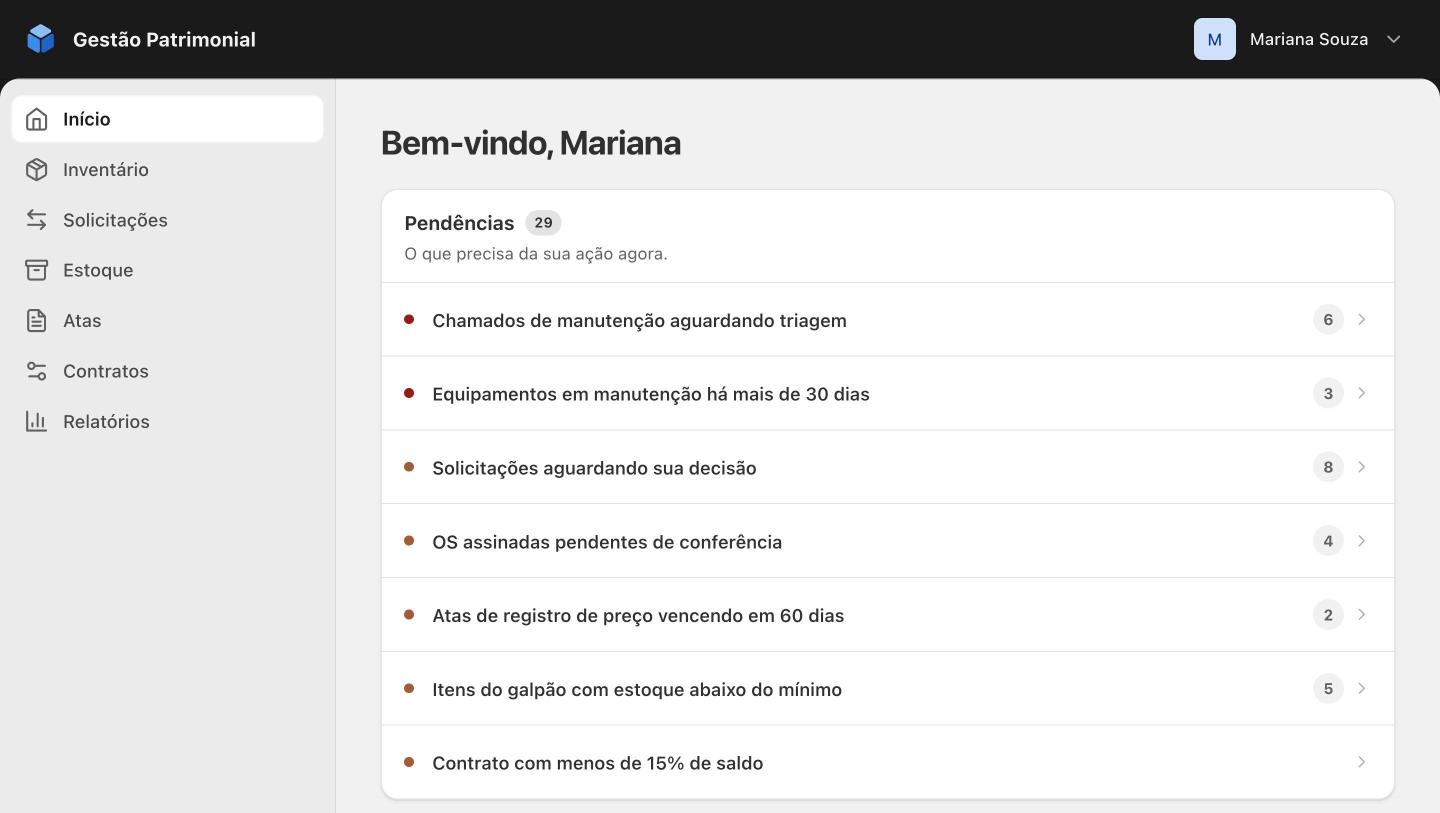 Gestão Patrimonial
M
Mariana Souza
Início
Inventário
Solicitações
Estoque
Atas
Contratos
Relatórios
Bem-vindo, Mariana
Pendências 29
O que precisa da sua ação agora.
Chamados de manutenção aguardando triagem 6
Equipamentos em manutenção há mais de 30 dias 3
Solicitações aguardando sua decisão 8
OS assinadas pendentes de conferência 4
Atas de registro de preço vencendo em 60 dias 2
Itens do galpão com estoque abaixo do mínimo 5
Contrato com menos de 15% de saldo